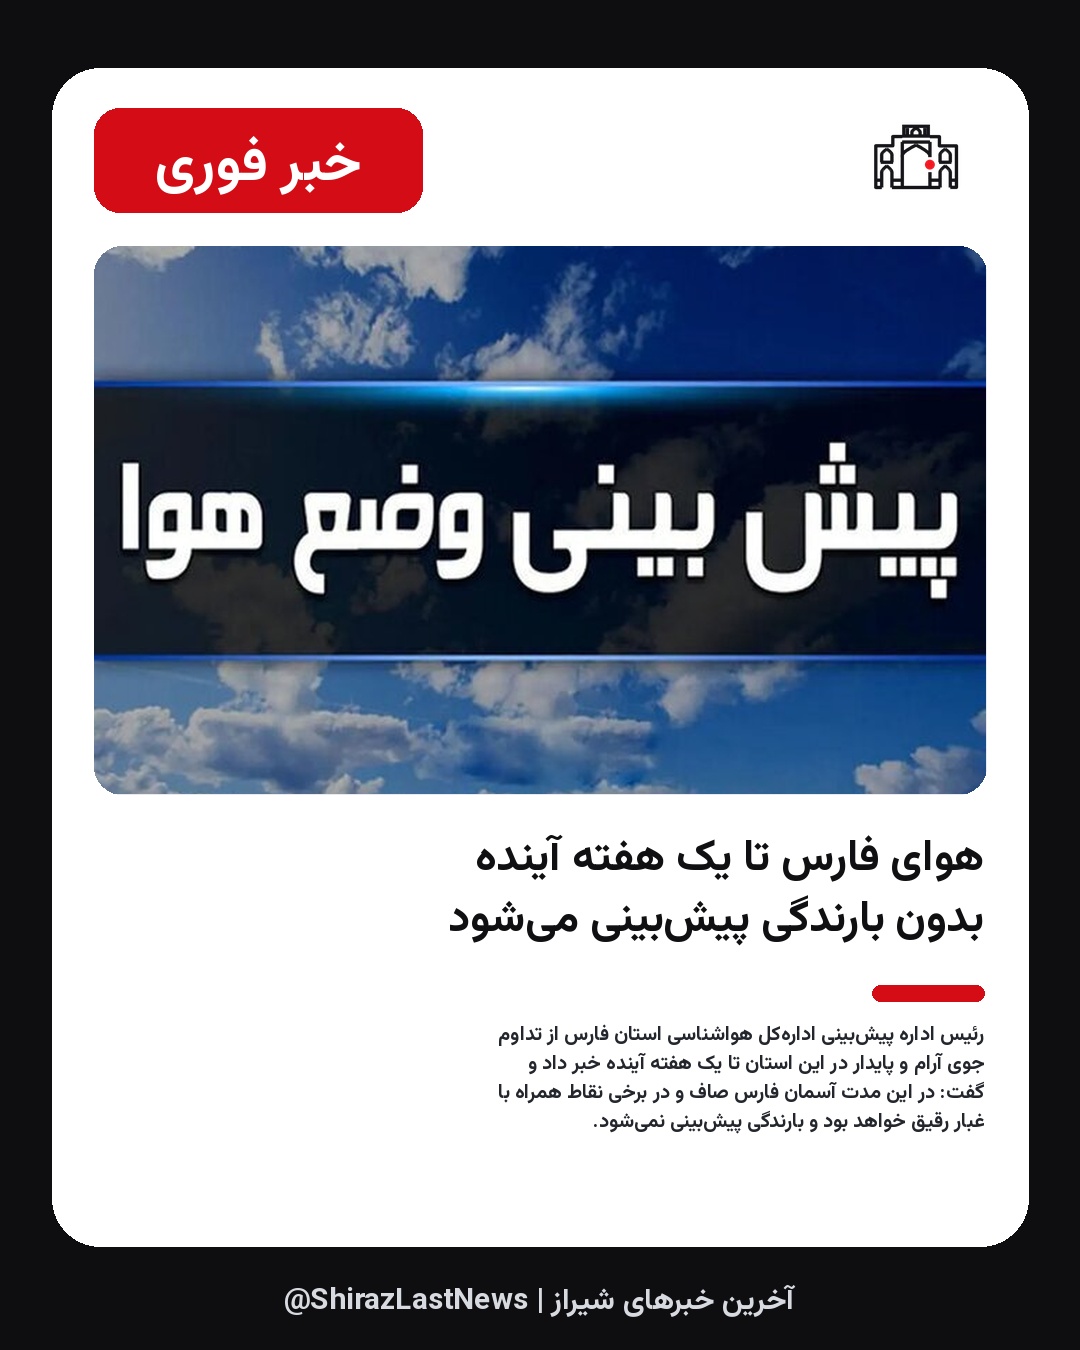 خبر فوری
پیش بینی وضع هوا
هوای فارس تا یک هفته آینده
بدون بارندگی پیش‌بینی می‌شود
رئیس اداره پیش‌بینی اداره‌کل هواشناسی استان فارس از تداوم
جوی آرام و پایدار در این استان تا یک هفته آینده خبر داد و
گفت: در این مدت آسمان فارس صاف و در برخی نقاط همراه با
غبار رقیق خواهد بود و بارندگی پیش‌بینی نمی‌شود.
آخرین خبرهای شیراز | @ShirazLastNews